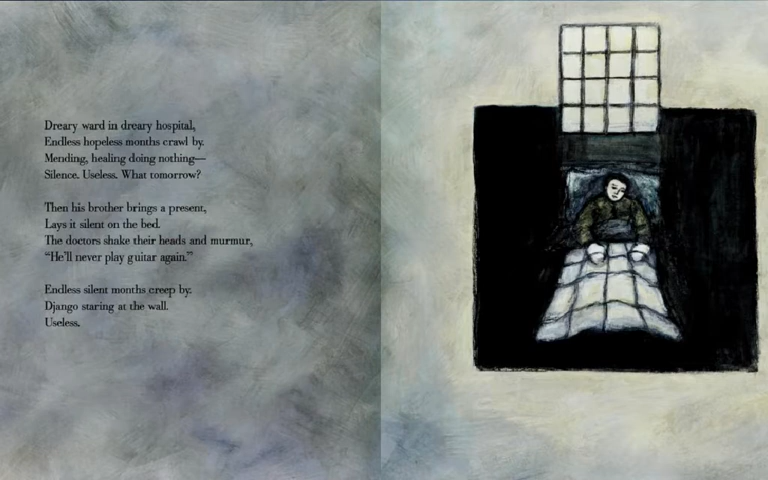 Dreary ward in dreary hospital,
Endless hopeless months crawl by.
Mending, healing doing nothing—
Silence. Useless. What tomorrow?
Then his brother brings a present,
Lays it silent on the bed.
The doctors shake their heads and murmur,
“He’ll never play guitar again.”
Endless silent months creep by.
Django staring at the wall.
Useless.